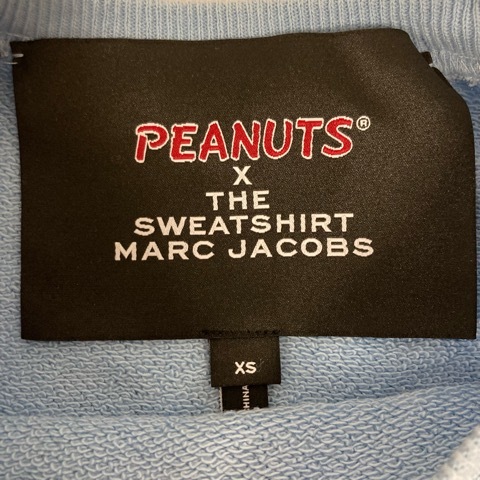 PEANUTS®
X
THE
SWEATSHIRT
MARC JACOBS
XS